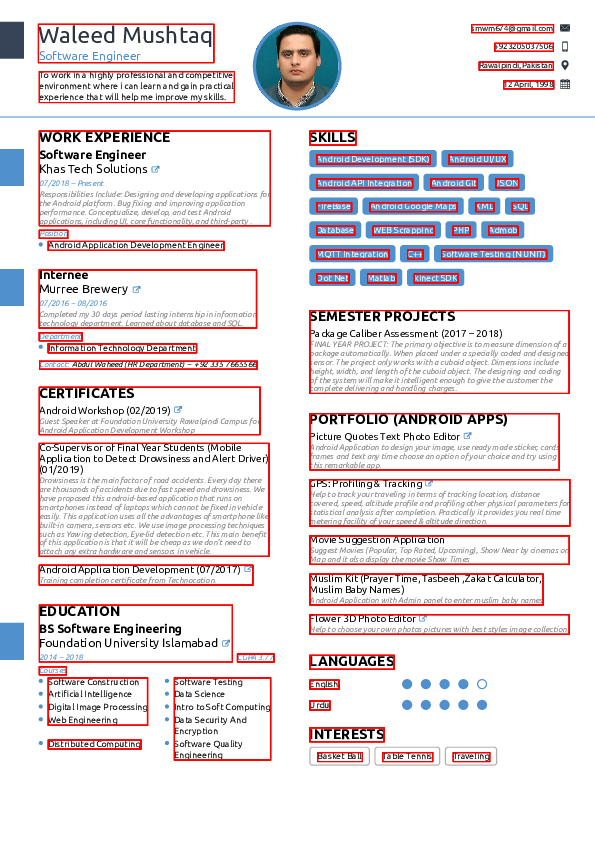 Waleed Mushtaq
Software Engineer
To work in a highly professional and competitive
environment where i can learn and gain practical
experience that will help me improve my skills.
smwm674@gmail.com
+923205037506
Rawalpindi, Pakistan
12 April, 1998
WORK EXPERIENCE
Software Engineer
Khas Tech Solutions
07/2018 – Present
Responsibilities Include: Designing and developing applications for
the Android platform. Bug fixing and improving application
performance. Conceptualize, develop, and test Android
applications, including UI, core functionality, and third-party .
Position
Android Application Development Engineer
Internee
Murree Brewery
07/2016 – 08/2016
Completed my 30 days period lasting internship in information
technology department. Learned about database and SQL.
Department
Information Technology Department
Contact: Abdul Waheed (HR Department) – +92 335 7665566
CERTIFICATES
Android Workshop (02/2019)
Guest Speaker at Foundation University Rawalpindi Campus for
Android Application Development Workshop
Co-Supervisor of Final Year Students (Mobile
Application to Detect Drowsiness and Alert Driver)
(01/2019)
Drowsiness is the main factor of road accidents. Every day there
are thousands of accidents due to fast speed and drowsiness. We
have proposed this android-based application that runs on
smartphones instead of laptops which cannot be fixed in vehicle
easily. This application uses all the advantages of smartphone like
built-in camera, sensors etc. We use image processing techniques
such as Yawing detection, Eye-lid detection etc. This main benefit
of this application is that it will be cheap as we don't need to
attach any extra hardware and sensors in vehicle.
Android Application Development (07/2017)
Training completion certificate from Technocation.
EDUCATION
BS Software Engineering
Foundation University Islamabad
2014 – 2018
CGPA 3.77
Courses
Software Construction
Software Testing
Artificial Intelligence
Data Science
Digital Image Processing
Intro to Soft Computing
Web Engineering
Data Security And
Encryption
Distributed Computing
Software Quality
Engineering
SKILLS
Android Development (SDK)
Android UI/UX
Android API Integration
Android Git
JSON
FireBase
Android Google Maps
XML
SQL
Database
WEB Scrapping
PHP
Admob
MQTT Integration
C++
Software Testing (N UNIT)
Dot Net
Matlab
Kinect SDK
SEMESTER PROJECTS
Package Caliber Assessment (2017 – 2018)
FINAL YEAR PROJECT: The primary objective is to measure dimension of a
package automatically. When placed under a specially coded and designed
sensor. The project only works with a cuboid object. Dimensions include
height, width, and length of the cuboid object. The designing and coding
of the system will make it intelligent enough to give the customer the
complete delivering and handling charges.
PORTFOLIO (ANDROID APPS)
Picture Quotes Text Photo Editor
Android Application to design your image, use ready made sticker, cards
frames and text any time choose an option of your choice and try using
this remarkable app.
GPS: Profiling & Tracking
Help to track your traveling in terms of tracking location, distance
covered, speed, altitude profile and profiling other physical parameters for
statistical analysis after completion. Practically it provides you real time
metering facility of your speed & altitude direction.
Movie Suggestion Application
Suggest Movies (Popular, Top Rated, Upcoming), Show Near by cinemas on
Map and it also display the movie Show Times
Muslim Kit (Prayer Time, Tasbeeh ,Zakat Calculator,
Muslim Baby Names)
Android Application with Admin panel to enter muslim baby names
Flower 3D Photo Editor
Help to choose your own photos pictures with best styles image collection
LANGUAGES
English
Urdu
INTERESTS
Basket Ball
Table Tennis
Traveling